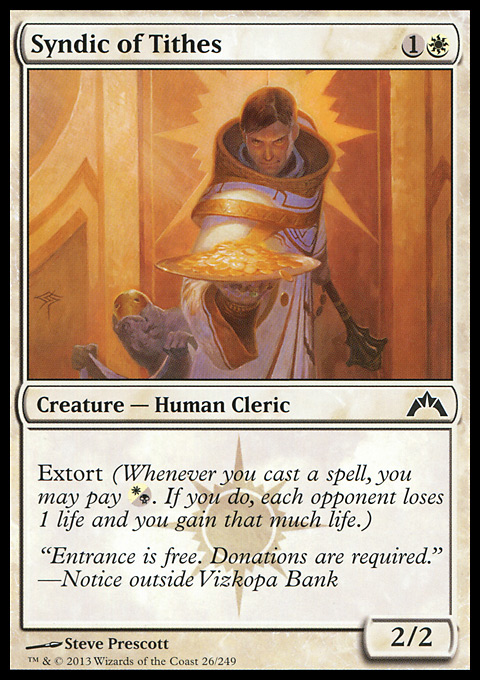 Syndic of Tithes 1
Creature — Human Cleric
Extort (Whenever you cast a spell, you
may pay . If you do, each opponent loses
1 life and you gain that much life.)
“Entrance is free. Donations are required.”
—Notice outside Vizkopa Bank
2/2
Steve Prescott
™ & © 2013 Wizards of the Coast 26/249